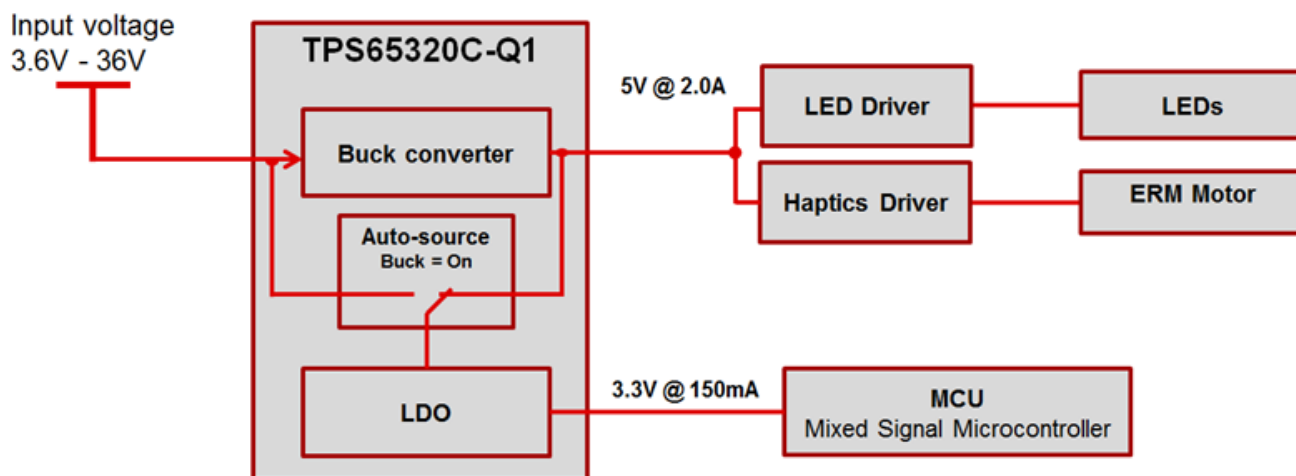 Input voltage
3.6V - 36V
TPS65320C-Q1
Buck converter
Auto-source
Buck = On
LDO
5V @ 2.0A
LED Driver
LEDs
Haptics Driver
ERM Motor
3.3V @ 150mA
MCU
Mixed Signal Microcontroller